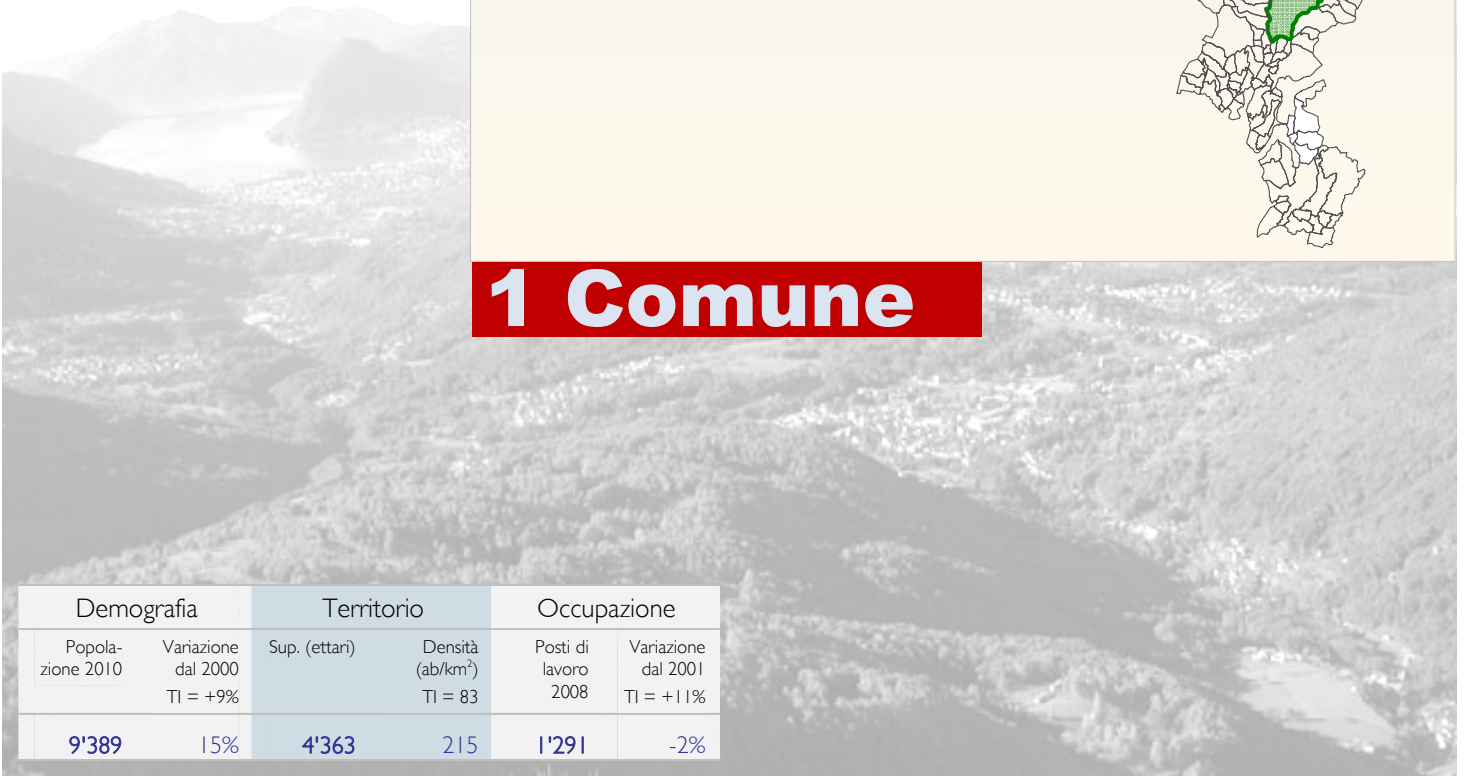 1 Comune
Demografia Territorio Occupazione
Popola- Variazione Sup. (ettari) Densità Posti di Variazione
zione 2010 dal 2000 (ab/km²) lavoro dal 2001
TI = +9% TI = 83 2008 TI = +11%
9'389 15% 4'363 215 1'291 -2%